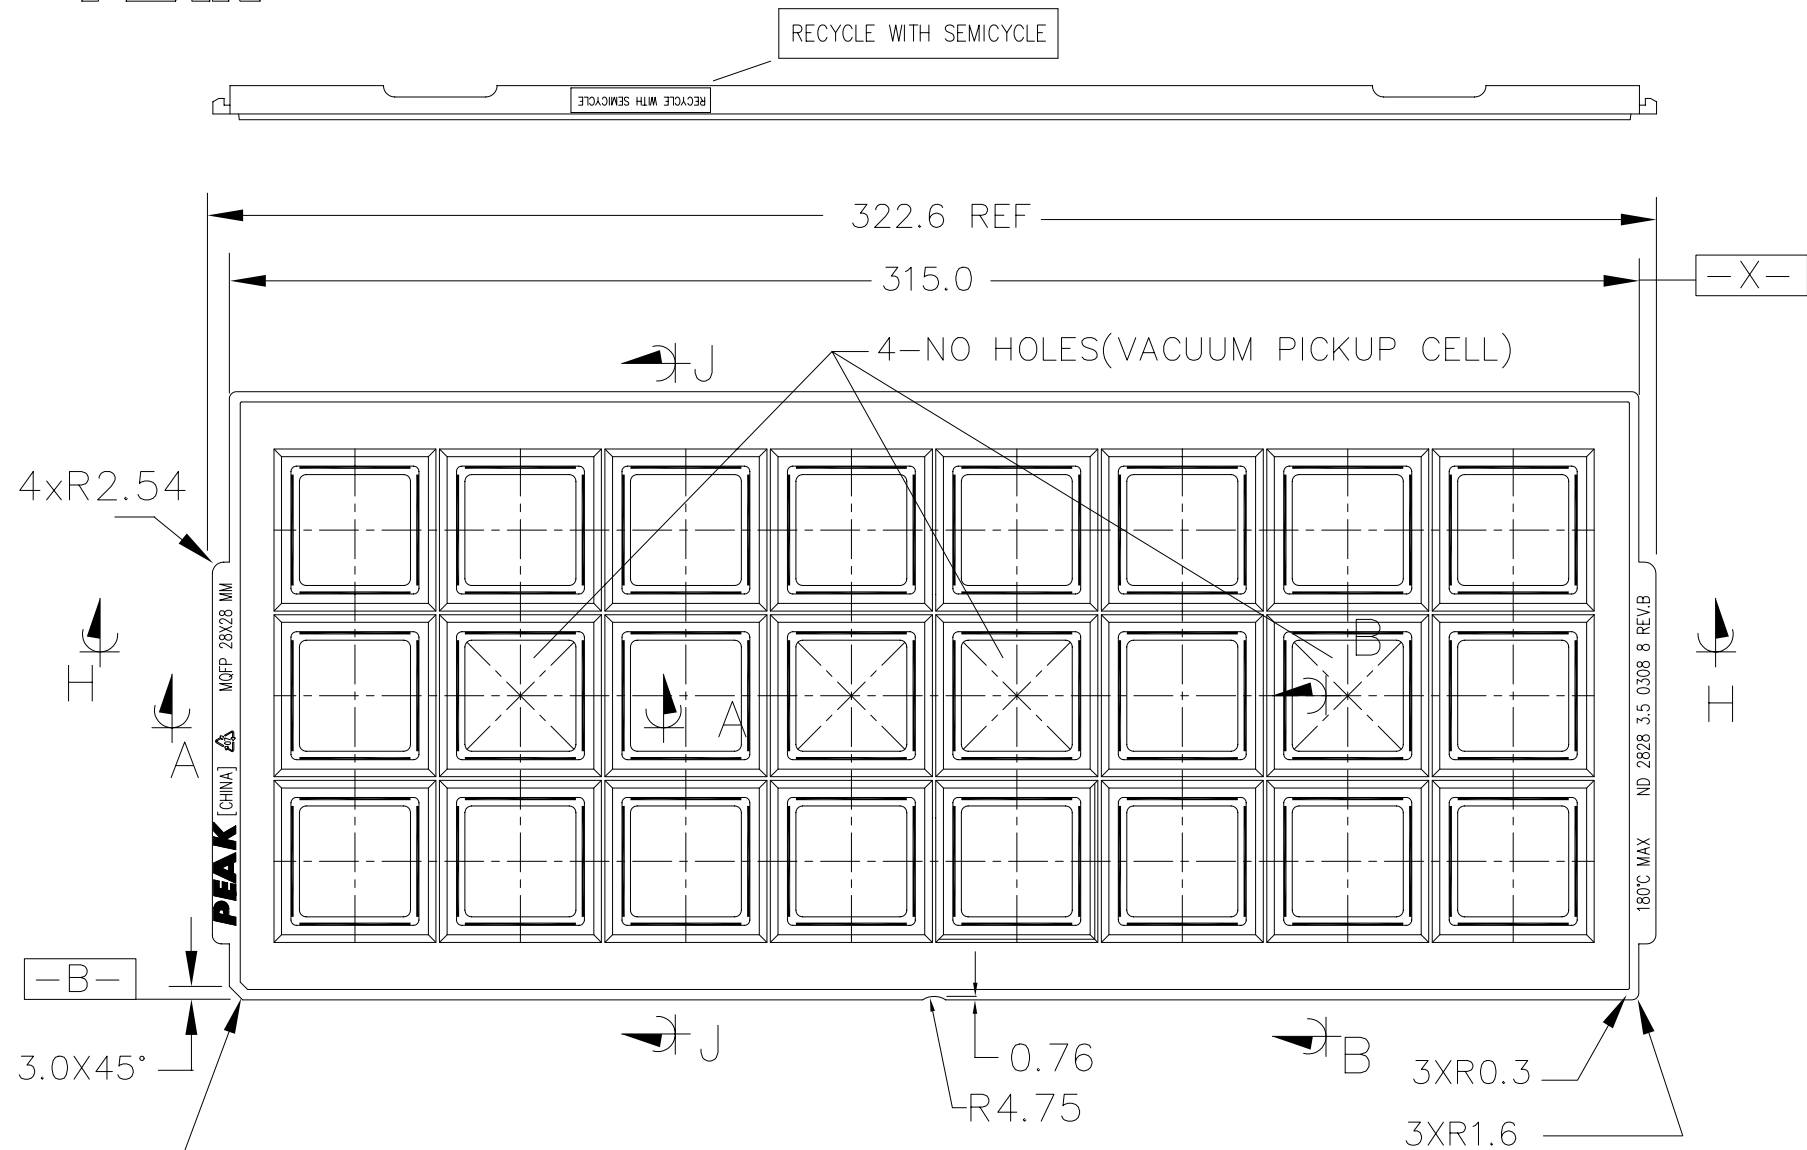 RECYCLE WITH SEMICYCLE
RECYCLE WITH SEMICYCLE
322.6 REF
315.0
-X-
4-NO HOLES(VACUUM PICKUP CELL)
J
4xR2.54
H
A
A
B
H
MQFP 28X28 MM
PEAK [CHINA]
ND 2828 3.5 0308 8 REV.B
180°C MAX
-B-
3.0X45°
J
0.76
R4.75
B
3XR0.3
3XR1.6